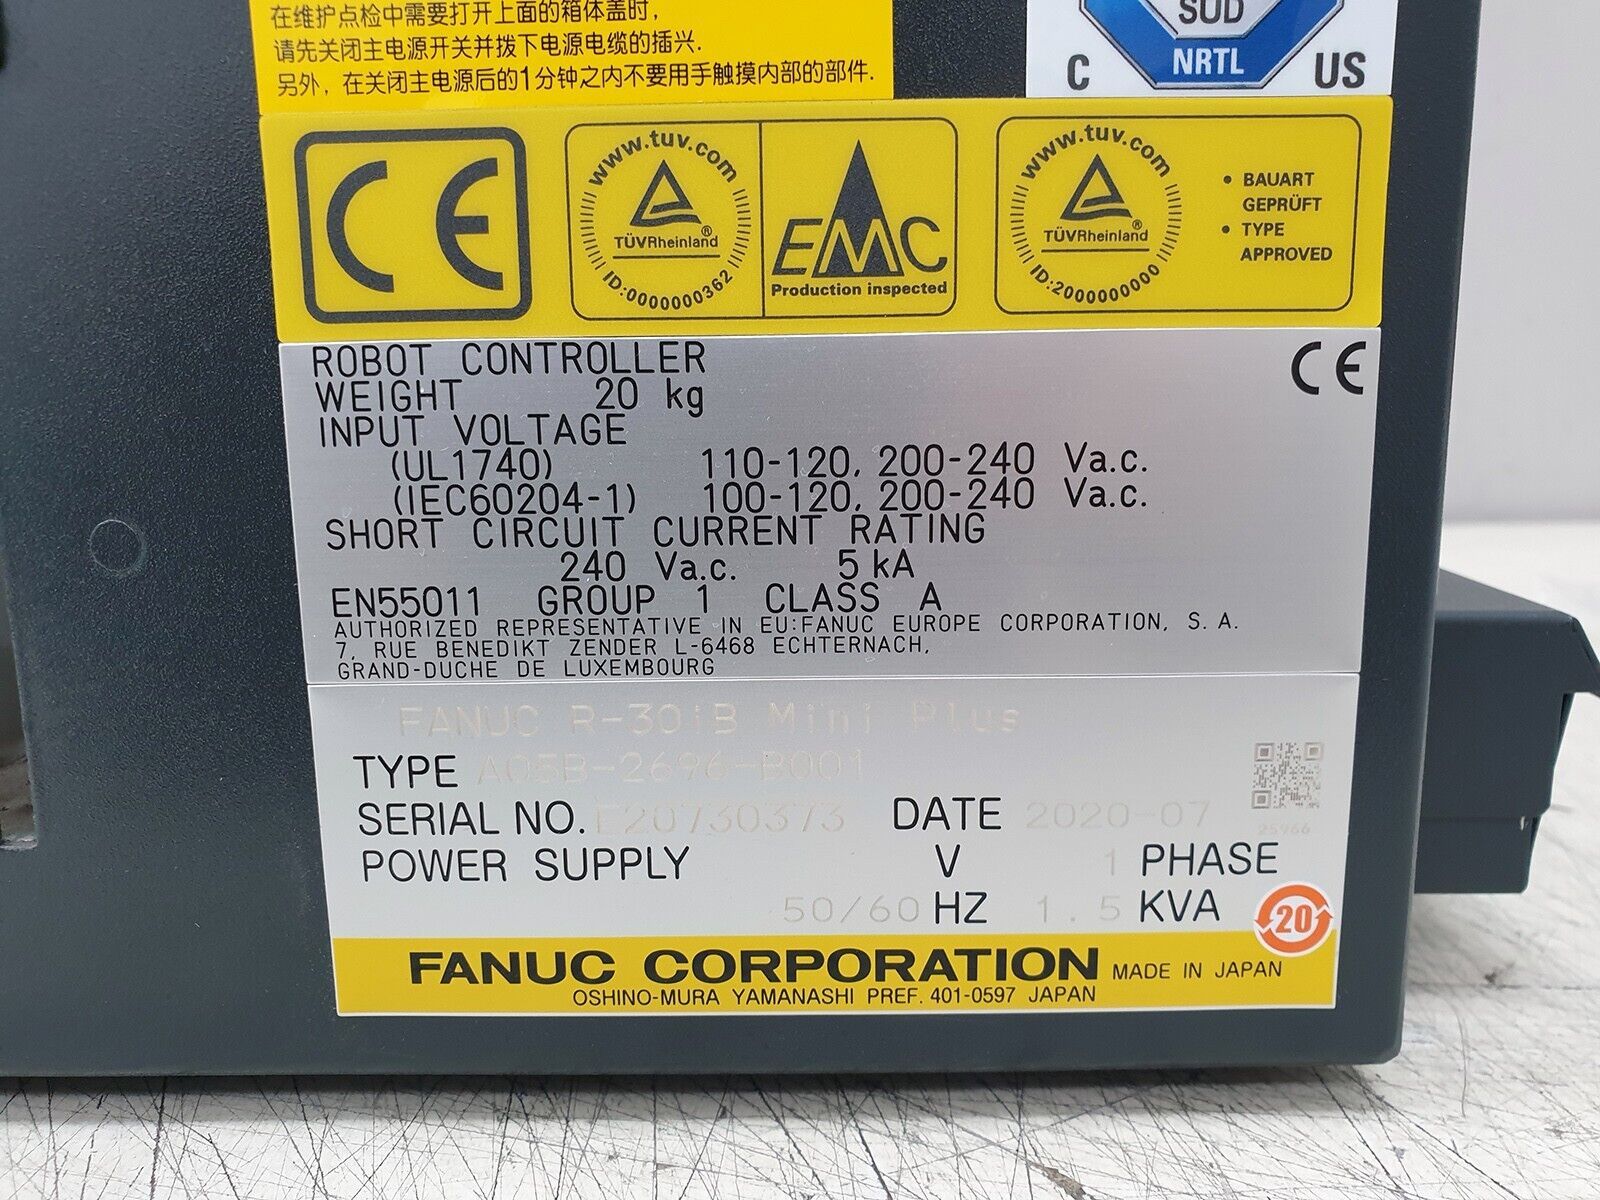 在维护点检中需要打开上面的箱体盖时，
请先关闭主电源开关并拨下电源电缆的插兴.
另外，在关闭主电源后的1分钟之内不要用手触摸内部的部件.
SÜD
NRTL
C US
CE
www.tuv.com
TÜVRheinland®
ID:0000000362
EMC
Production inspected
www.tuv.com
TÜVRheinland
ID:2000000000
• BAUART
GEPRÜFT
• TYPE
APPROVED
ROBOT CONTROLLER CE
WEIGHT 20 kg
INPUT VOLTAGE
(UL1740) 110-120, 200-240 Va.c.
(IEC60204-1) 100-120, 200-240 Va.c.
SHORT CIRCUIT CURRENT RATING
240 Va.c. 5 kA
EN55011 GROUP 1 CLASS A
AUTHORIZED REPRESENTATIVE IN EU:FANUC EUROPE CORPORATION, S. A.
7, RUE BENEDIKT ZENDER L-6468 ECHTERNACH,
GRAND-DUCHE DE LUXEMBOURG
FANUC R-30iB Mini Plus
TYPE A05B-2696-B001
SERIAL NO. E20730373 DATE 2020-07
25966
POWER SUPPLY V 1 PHASE
50/60 HZ 1.5 KVA
20
FANUC CORPORATION MADE IN JAPAN
OSHINO-MURA YAMANASHI PREF. 401-0597 JAPAN